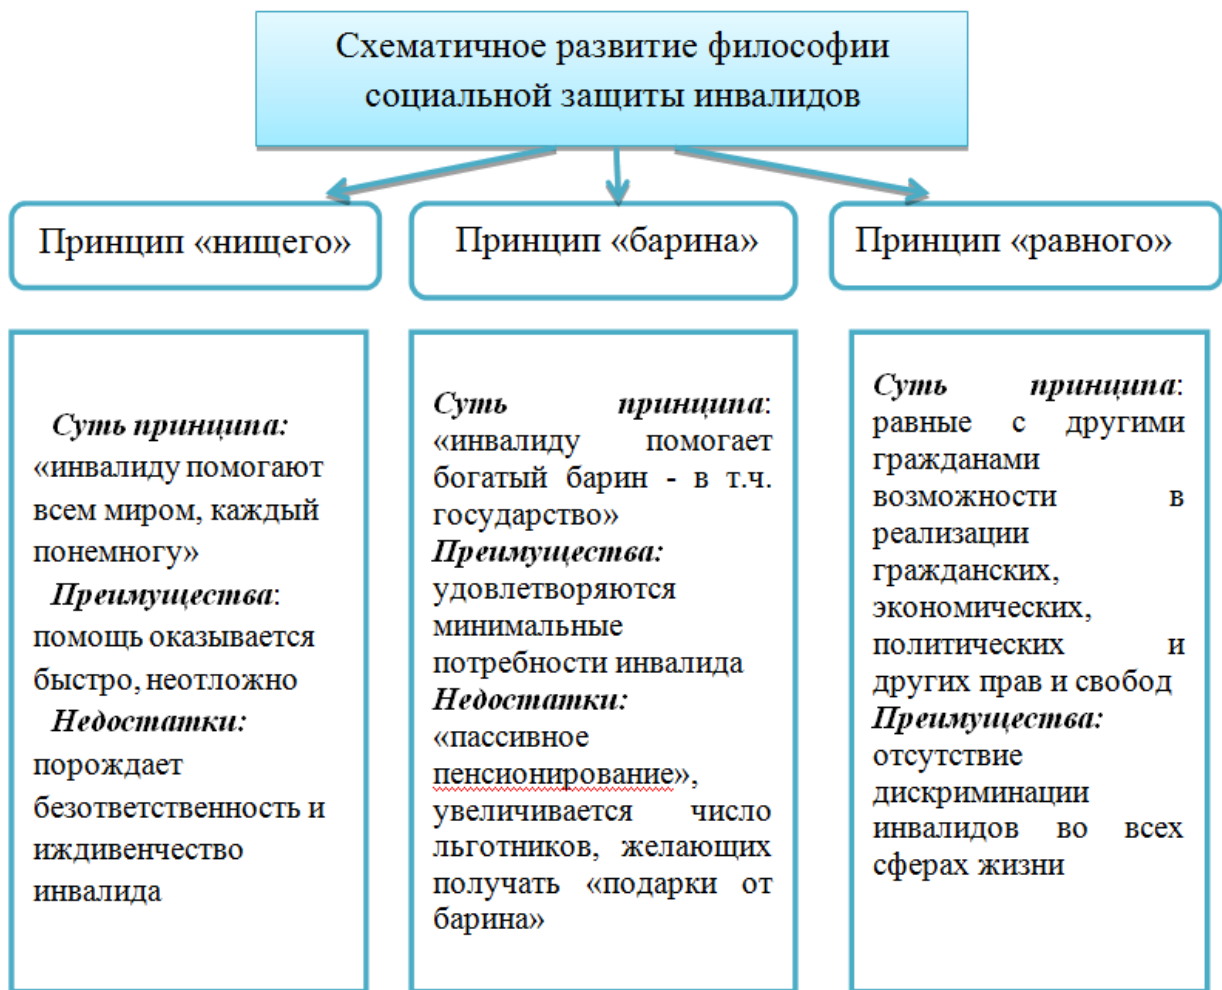 Схематичное развитие философии
социальной защиты инвалидов
Принцип «нищего»
Принцип «барина»
Принцип «равного»
Суть принципа:
«инвалиду помогают
всем миром, каждый
понемногу»
Преимущества:
помощь оказывается
быстро, неотложно
Недостатки:
порождает
безответственность и
иждивенчество
инвалида
Суть принципа:
«инвалиду помогает
богатый барин - в т.ч.
государство»
Преимущества:
удовлетворяются
минимальные
потребности инвалида
Недостатки:
«пассивное
пенсионирование»,
увеличивается число
льготников, желающих
получать «подарки от
барина»
Суть принципа:
равные с другими
гражданами
возможности в
реализации
гражданских,
экономических,
политических и
других прав и свобод
Преимущества:
отсутствие
дискриминации
инвалидов во всех
сферах жизни